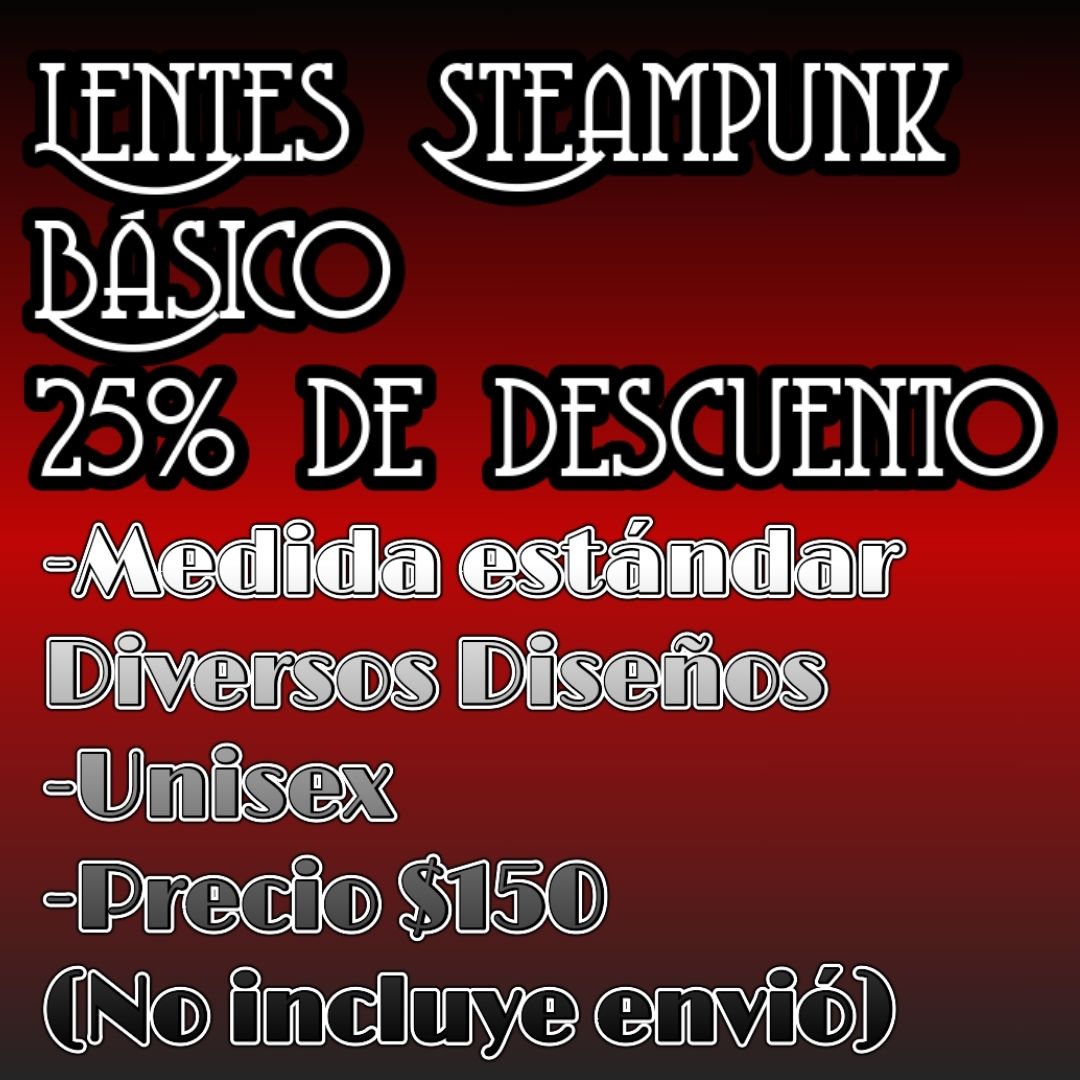 LENTES STEAMPUNK
BÁSICO
25% DE DESCUENTO
-Medida estándar
Diversos Diseños
-Unisex
-Precio $150
(No incluye envió)